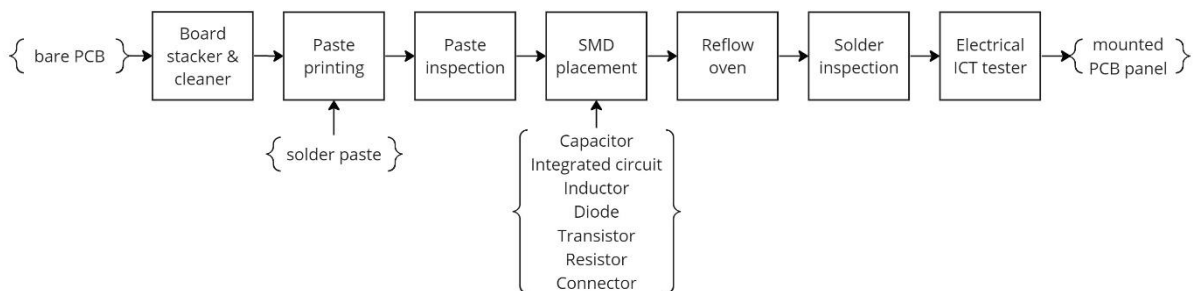 { bare PCB }
Board
stacker &
cleaner
Paste
printing
Paste
inspection
SMD
placement
Reflow
oven
Solder
inspection
Electrical
ICT tester
mounted
PCB panel
{ solder paste }
Capacitor
Integrated circuit
Inductor
Diode
Transistor
Resistor
Connector